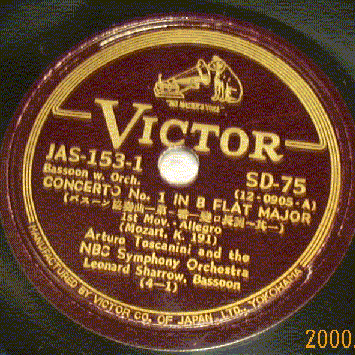 "HIS MASTER'S VOICE"
VICTOR
JAS-153-1
SD-75
Bassoon w. Orch.
(12-0905-A)
CONCERTO No. 1 IN B FLAT MAJOR
1st Mov. Allegro
(Mozart, K. 191)
Arturo Toscanini and the
NBC Symphony Orchestra
Leonard Sharrow, Bassoon
(4-1)
MANUFACTURED BY VICTOR CO. OF JAPAN, LTD., YOKOHAMA
2000